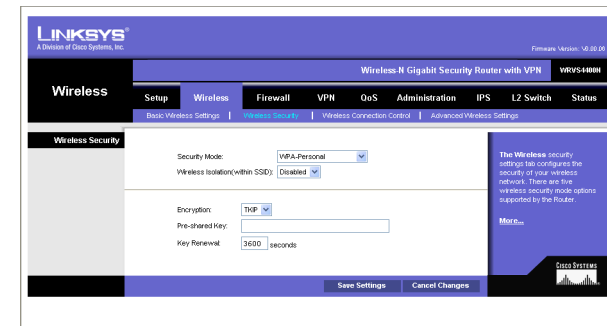 LINKSYS®
A Division of Cisco Systems, Inc.
Firmware Version: V0.00.06
Wireless-N Gigabit Security Router with VPN WRVS4400N
Wireless
Setup Wireless Firewall VPN QoS Administration IPS L2 Switch Status
Basic Wireless Settings | Wireless Security | Wireless Connection Control | Advanced Wireless Settings
Wireless Security
Security Mode: WPA-Personal
Wireless Isolation(within SSID): Disabled
Encryption: TKIP
Pre-shared Key:
Key Renewal: 3600 seconds
The Wireless security
settings tab configures the
security of your wireless
network. There are five
wireless security mode options
supported by the Router.
More...
Save Settings Cancel Changes
CISCO SYSTEMS